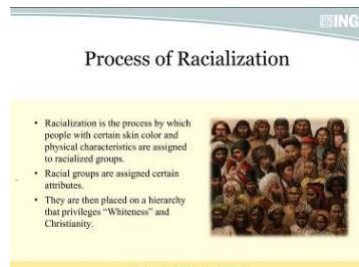 ING
Process of Racialization
• Racialization is the process by which
people with certain skin color and
physical characteristics are assigned
to racialized groups.
• Racial groups are assigned certain
attributes.
• They are then placed on a hierarchy
that privileges “Whiteness” and
Christianity.